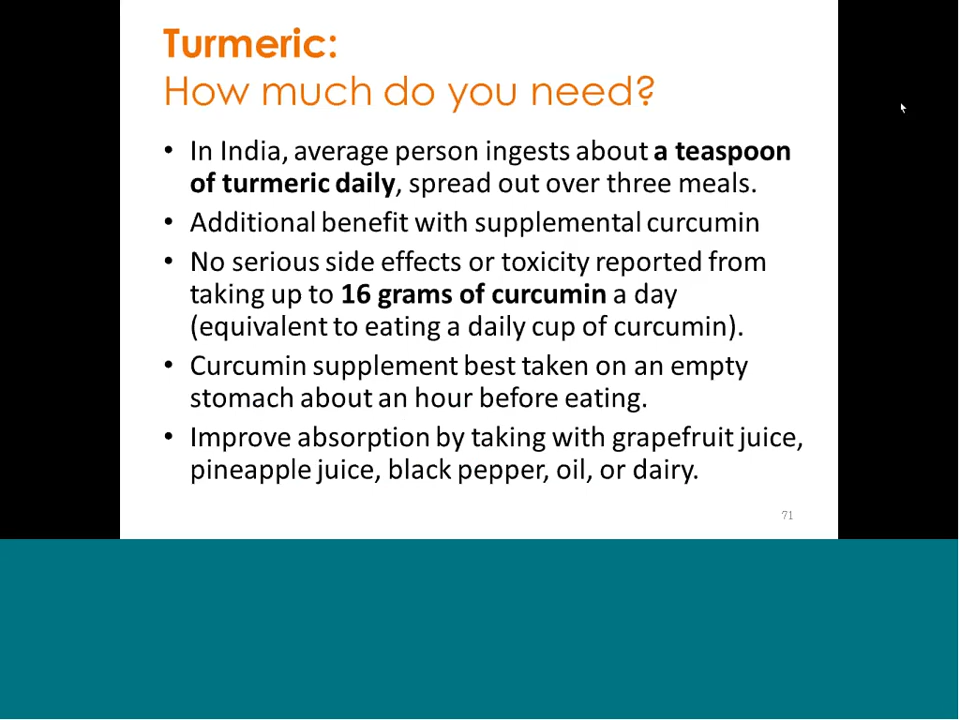 Turmeric:
How much do you need?
• In India, average person ingests about a teaspoon
of turmeric daily, spread out over three meals.
• Additional benefit with supplemental curcumin
• No serious side effects or toxicity reported from
taking up to 16 grams of curcumin a day
(equivalent to eating a daily cup of curcumin).
• Curcumin supplement best taken on an empty
stomach about an hour before eating.
• Improve absorption by taking with grapefruit juice,
pineapple juice, black pepper, oil, or dairy.
71